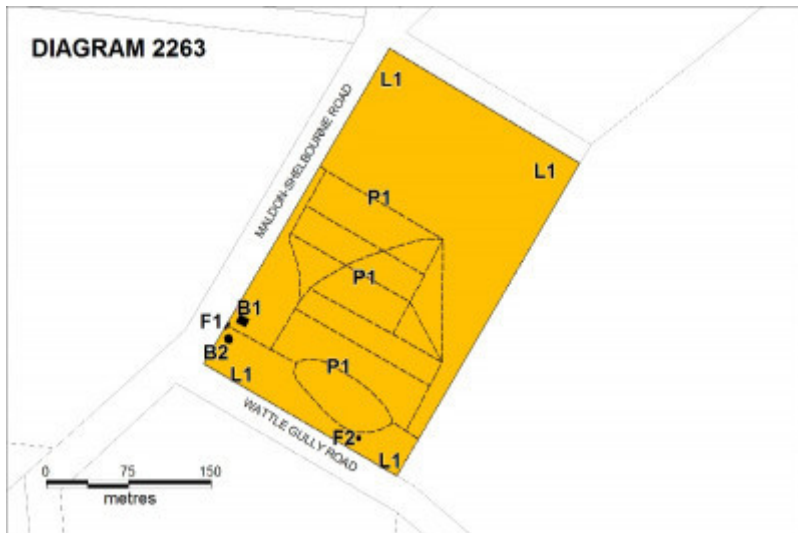 DIAGRAM 2263
L1
MALDON-SHELBOURNE ROAD
L1
P1
P1
B1
F1
B2
L1
P1
WATTLE GULLY ROAD
F2
L1
0 75 150
metres